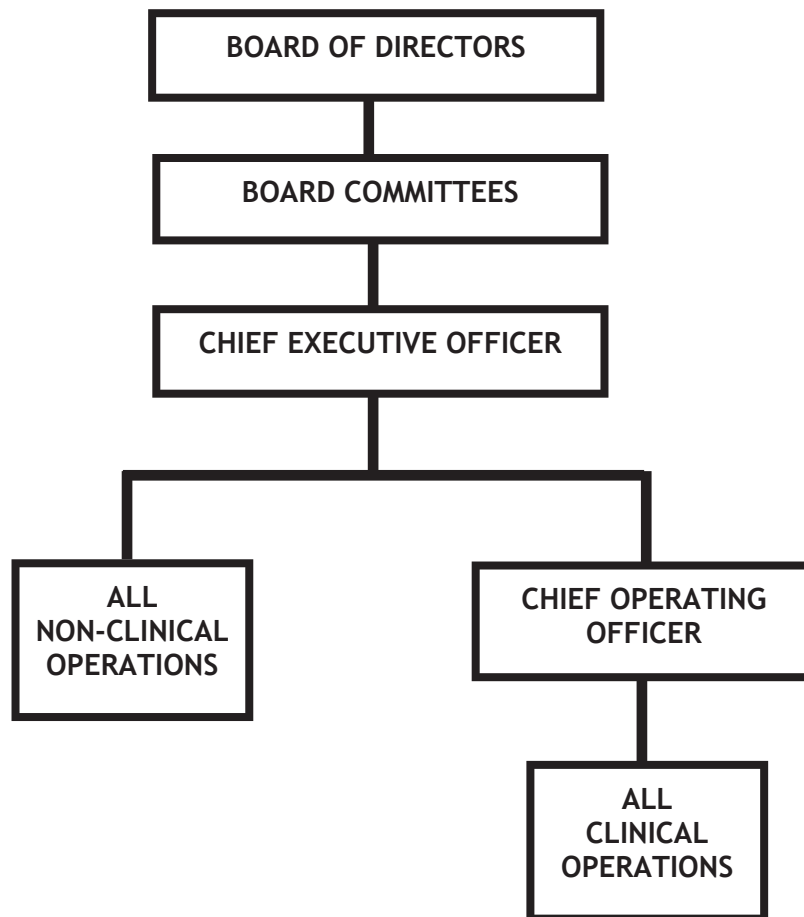 BOARD OF DIRECTORS
BOARD COMMITTEES
CHIEF EXECUTIVE OFFICER
ALL
NON-CLINICAL
OPERATIONS
CHIEF OPERATING
OFFICER
ALL
CLINICAL
OPERATIONS